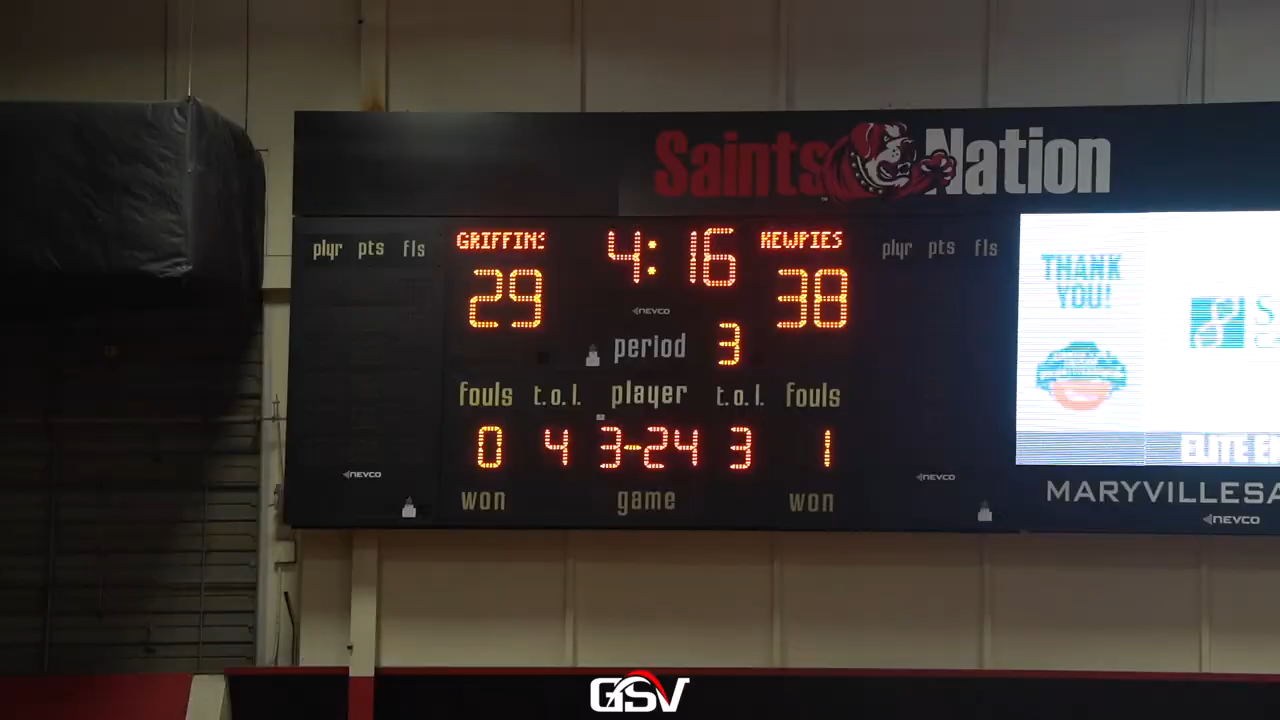 Saints Nation
plyr pts fls
GRIFFINS
4:16
KEWPIES
plyr pts fls
29
38
NEVCO
period 3
fouls t.o.l. player t.o.l. fouls
0 4 3-24 3 1
won game won
NEVCO
NEVCO
THANK
YOU!
MARYVILLESA
NEVCO
GSV